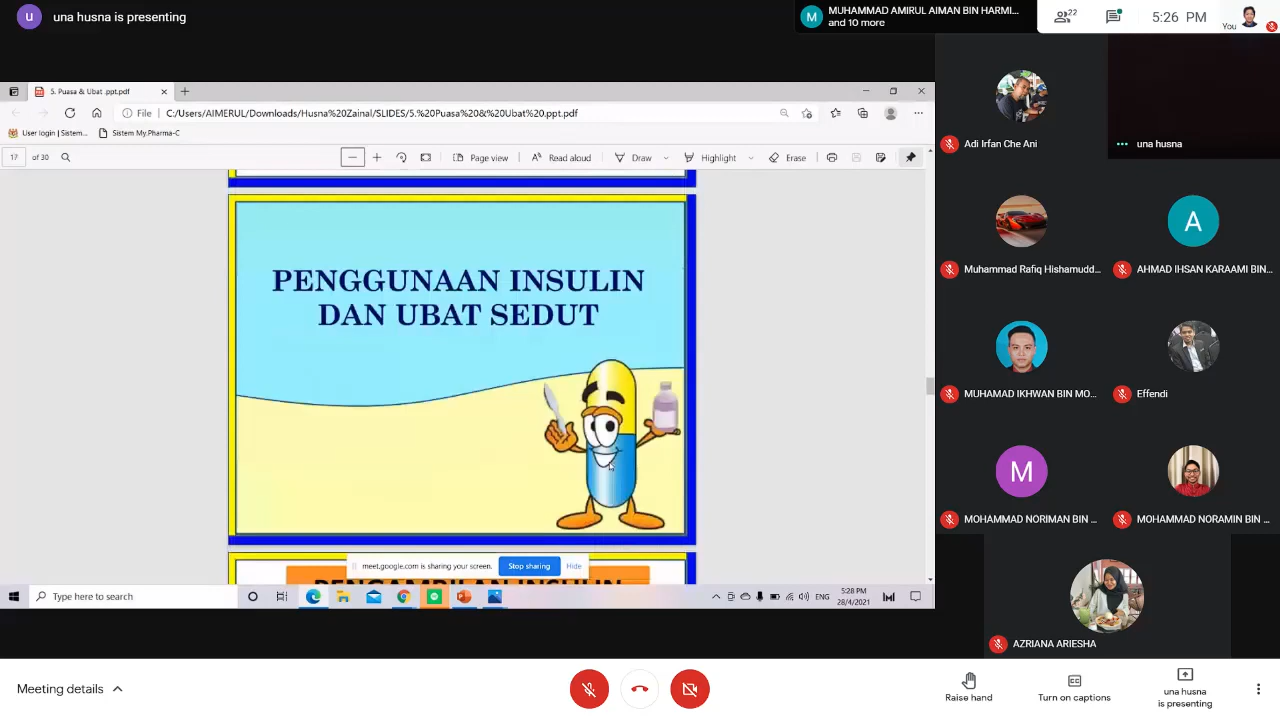 u
una husna is presenting
M
MUHAMMAD AMIRUL AIMAN BIN HARMI...
and 10 more
22
5:26 PM
You
5. Puasa & Ubat .ppt.pdf
File
C:/Users/AIMERUL/Downloads/Husna%20Zainal/SLIDES/5.%20Puasa%20&%20Ubat%20.ppt.pdf
User login | Sistem...
Sistem My.Pharma-C
17 of 30
Page view
Read aloud
Draw
Highlight
Erase
PENGGUNAAN INSULIN
DAN UBAT SEDUT
meet.google.com is sharing your screen.
Stop sharing
Hide
PENGAMBILAN INSULIN
Type here to search
ENG
5:28 PM
28/4/2021
Adi Irfan Che Ani
una husna
Muhammad Rafiq Hishamudd...
A
AHMAD IHSAN KARAAMI BIN...
MUHAMAD IKHWAN BIN MO...
Effendi
M
MOHAMMAD NORIMAN BIN ...
MOHAMMAD NORAMIN BIN ...
AZRIANA ARIESHA
Meeting details
Raise hand
Turn on captions
una husna
is presenting